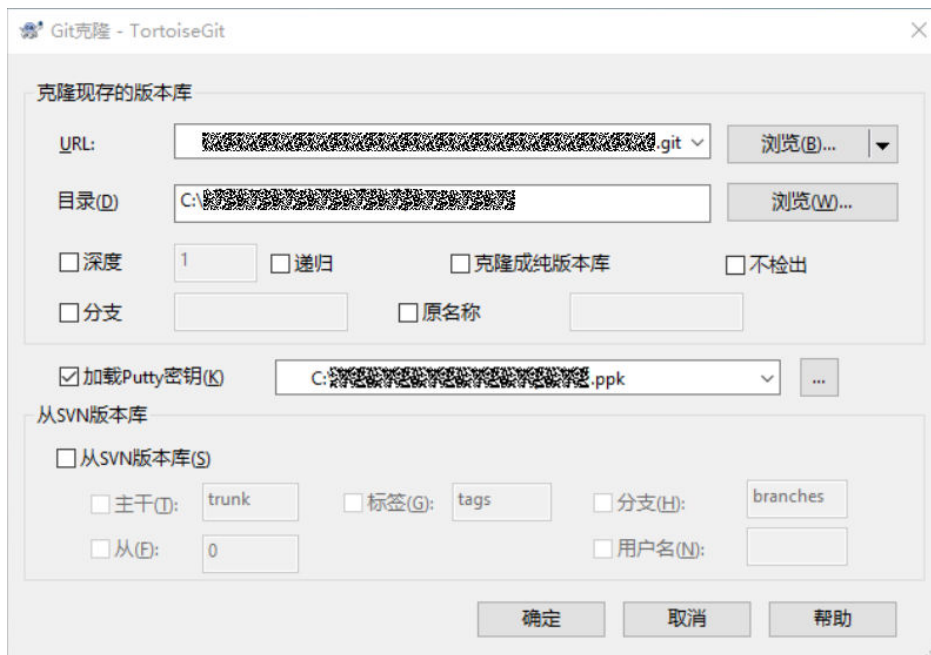 Git克隆 - TortoiseGit
克隆现存的版本库
URL: .git 浏览(B)...
目录(D) C:\ 浏览(W)...
深度 1 递归 克隆成纯版本库 不检出
分支 原名称
加载Putty密钥(K) C: .ppk ...
从SVN版本库
从SVN版本库(S)
主干(T): trunk 标签(G): tags 分支(H): branches
从(F): 0 用户名(N):
确定 取消 帮助